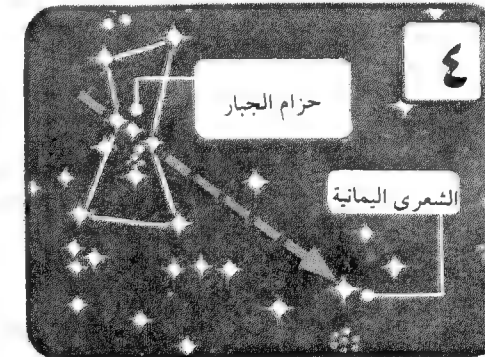 ٤
حزام الجبار
الشعرى اليمانية